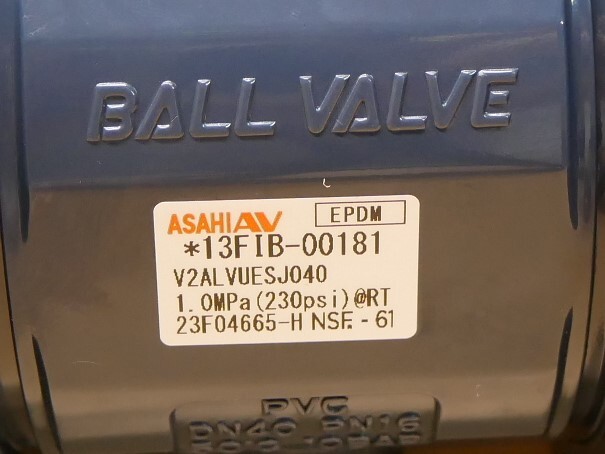 BALL VALVE
ASAHI AV EPDM
*13FIB-00181
V2ALVUESJ040
1.0MPa(230psi)@RT
23F04665-H NSF. - 61
PVC
DN40 PN16